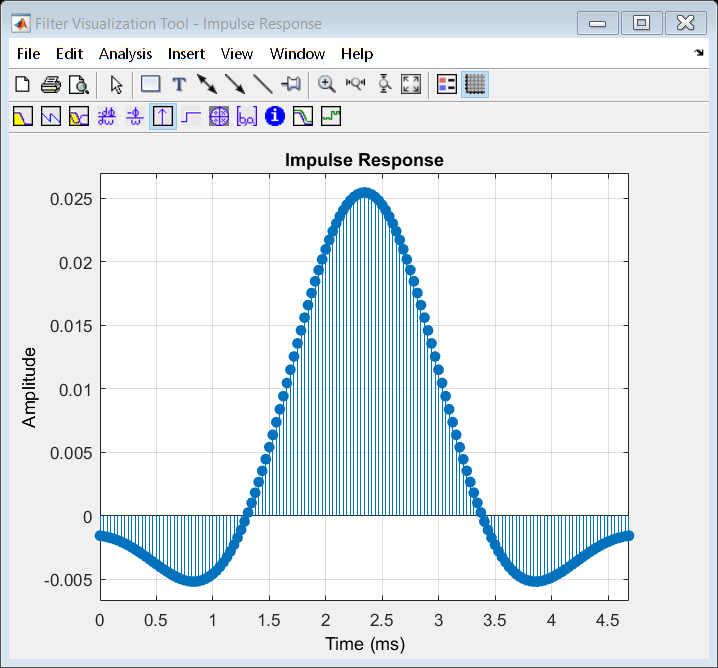 Filter Visualization Tool - Impulse Response
File Edit Analysis Insert View Window Help
Impulse Response
0.025
0.02
0.015
0.01
0.005
0
-0.005
Amplitude
0 0.5 1 1.5 2 2.5 3 3.5 4 4.5
Time (ms)